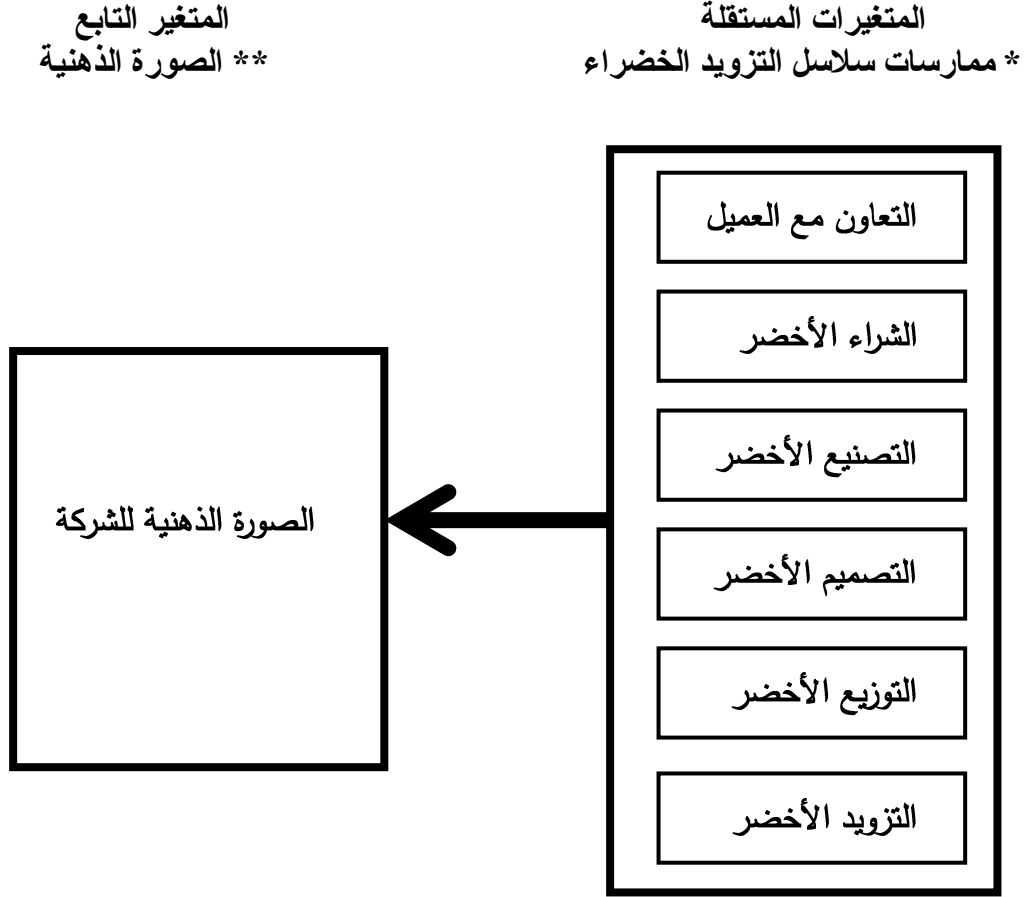 المتغيرات المستقلة
* ممارسات سلاسل التزويد الخضراء
المتغير التابع
** الصورة الذهنية
التعاون مع العميل
الشراء الأخضر
التصنيع الأخضر
التصميم الأخضر
التوزيع الأخضر
التزويد الأخضر
الصورة الذهنية للشركة